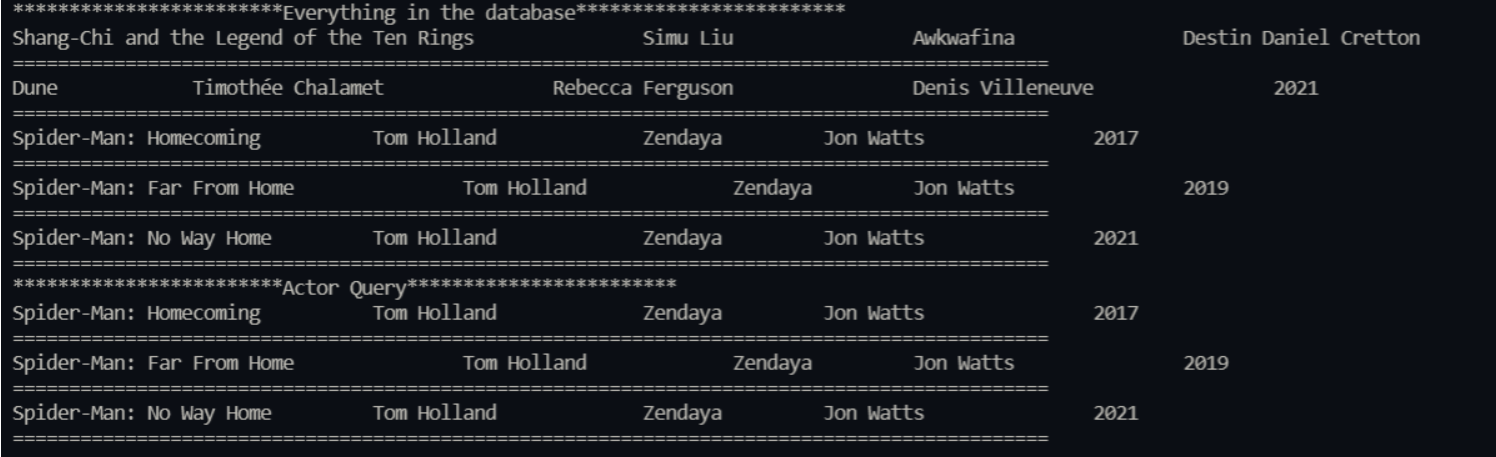 ************************Everything in the database************************
Shang-Chi and the Legend of the Ten Rings               Simu Liu                Awkwafina               Destin Daniel Cretton
============================================================================================
Dune            Timothée Chalamet               Rebecca Ferguson                Denis Villeneuve                2021
============================================================================================
Spider-Man: Homecoming          Tom Holland             Zendaya         Jon Watts               2017
============================================================================================
Spider-Man: Far From Home               Tom Holland             Zendaya         Jon Watts               2019
============================================================================================
Spider-Man: No Way Home         Tom Holland             Zendaya         Jon Watts               2021
============================================================================================
************************Actor Query************************
Spider-Man: Homecoming          Tom Holland             Zendaya         Jon Watts               2017
============================================================================================
Spider-Man: Far From Home               Tom Holland             Zendaya         Jon Watts               2019
============================================================================================
Spider-Man: No Way Home         Tom Holland             Zendaya         Jon Watts               2021
============================================================================================